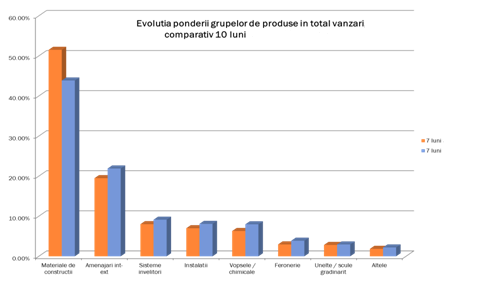 Evolutia ponderii grupelor de produse in total vanzari
comparativ 10 luni
60.00%
50.00%
40.00%
30.00%
20.00%
10.00%
0.00%
Materiale de
constructii
Amenajari int-
ext
Sisteme
invelitori
Instalatii
Vopsele /
chimicale
Feronerie
Unelte / scule
gradinarit
Altele
7 luni
7 luni